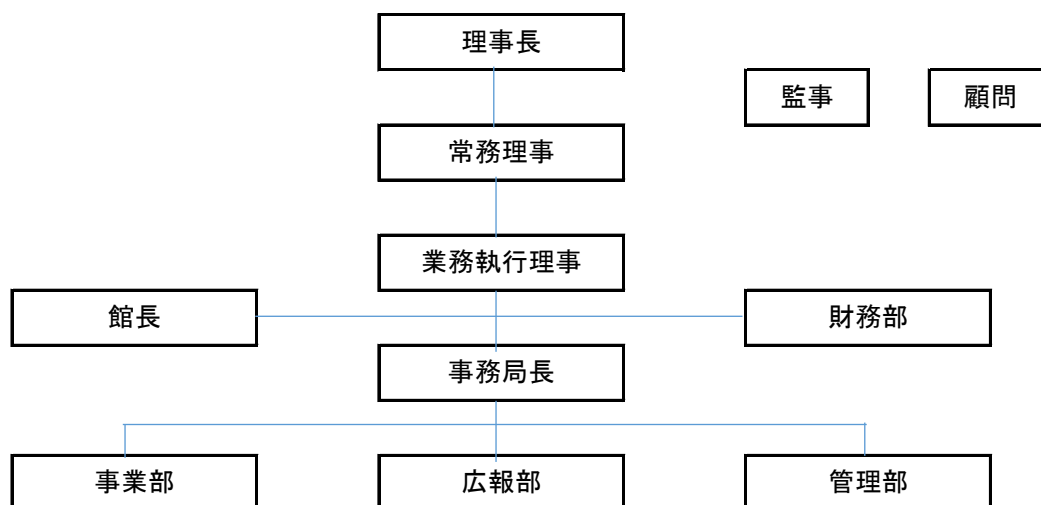 理事長
監事
顧問
常務理事
業務執行理事
館長
財務部
事務局長
事業部
広報部
管理部